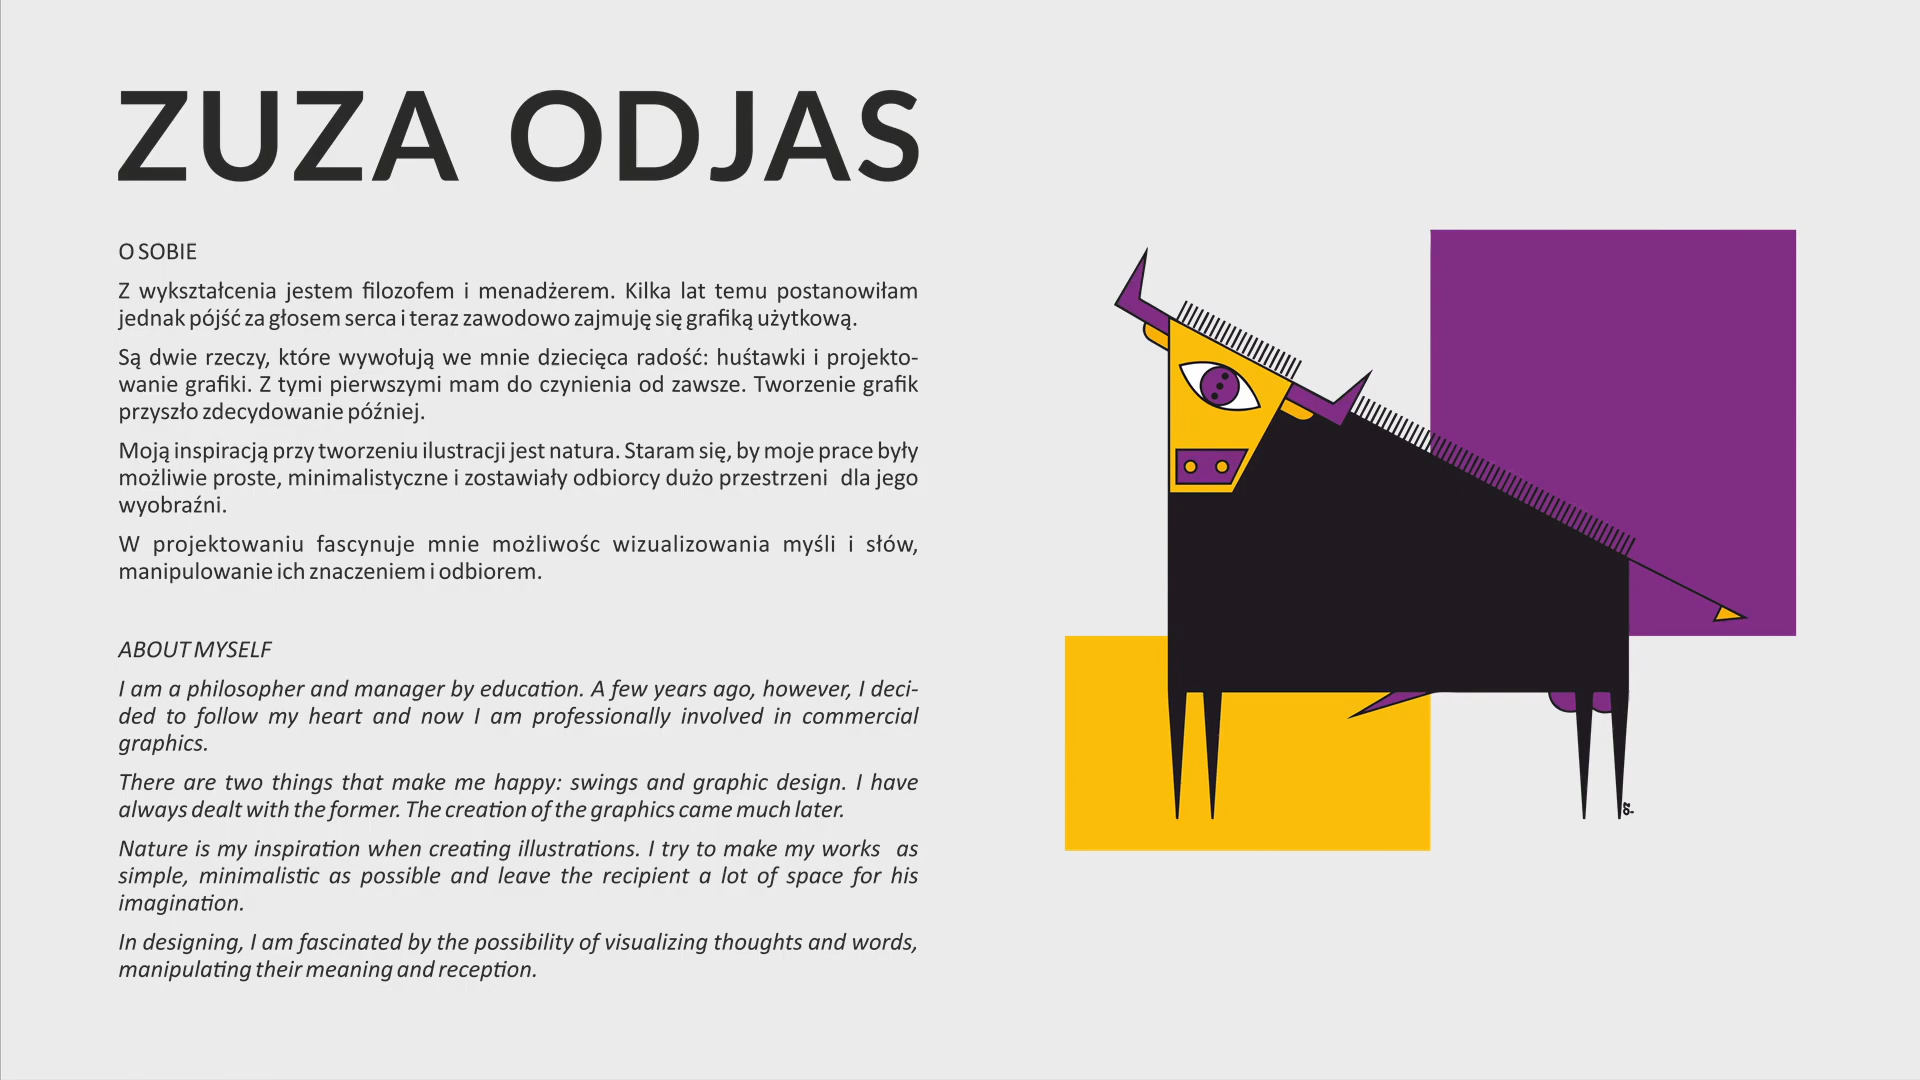 ZUZA ODJAS
O SOBIE
Z wykształcenia jestem filozofem i menadżerem. Kilka lat temu postanowiłam
jednak pójść za głosem serca i teraz zawodowo zajmuję się grafiką użytkową.
Są dwie rzeczy, które wywołują we mnie dziecięca radość: huśtawki i projekto-
wanie grafiki. Z tymi pierwszymi mam do czynienia od zawsze. Tworzenie grafik
przyszło zdecydowanie później.
Moją inspiracją przy tworzeniu ilustracji jest natura. Staram się, by moje prace były
możliwie proste, minimalistyczne i zostawiały odbiorcy dużo przestrzeni dla jego
wyobraźni.
W projektowaniu fascynuje mnie możliwośc wizualizowania myśli i słów,
manipulowanie ich znaczeniem i odbiorem.
ABOUT MYSELF
I am a philosopher and manager by education. A few years ago, however, I deci-
ded to follow my heart and now I am professionally involved in commercial
graphics.
There are two things that make me happy: swings and graphic design. I have
always dealt with the former. The creation of the graphics came much later.
Nature is my inspiration when creating illustrations. I try to make my works as
simple, minimalistic as possible and leave the recipient a lot of space for his
imagination.
In designing, I am fascinated by the possibility of visualizing thoughts and words,
manipulating their meaning and reception.